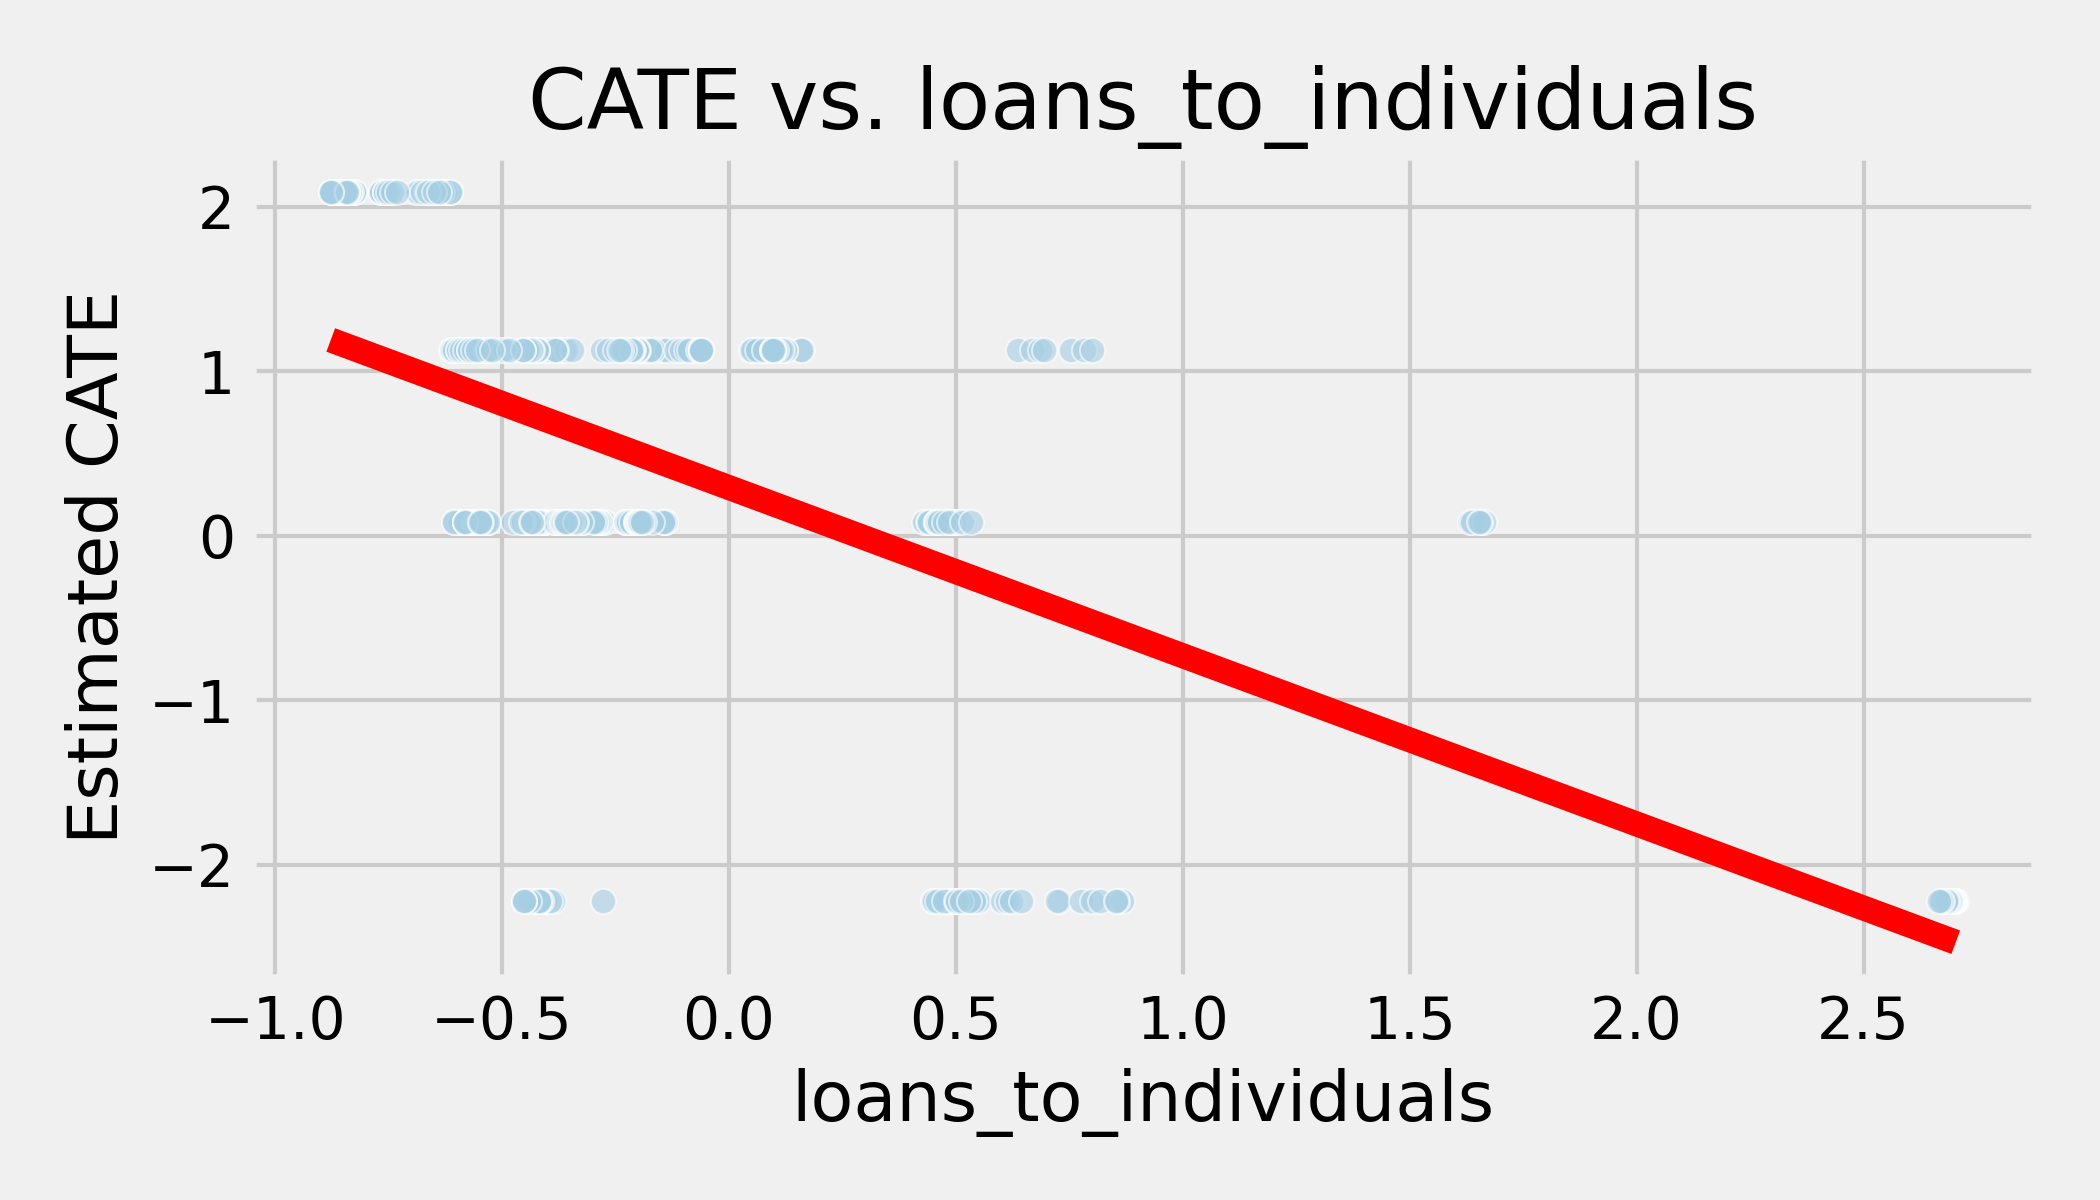 CATE vs. loans_to_individuals
Estimated CATE
2
1
0
−1
−2
−1.0 −0.5 0.0 0.5 1.0 1.5 2.0 2.5
loans_to_individuals